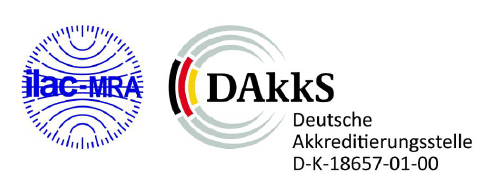 ilac-MRA
DAkkS
Deutsche
Akkreditierungsstelle
D-K-18657-01-00